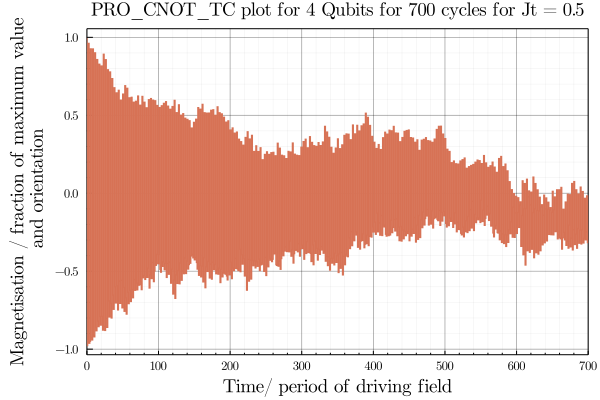 PRO_CNOT_TC plot for 4 Qubits for 700 cycles for Jt = 0.5
Magnetisation / fraction of maximum value
and orientation
1.0
0.5
0.0
−0.5
−1.0
0 100 200 300 400 500 600 700
Time/ period of driving field